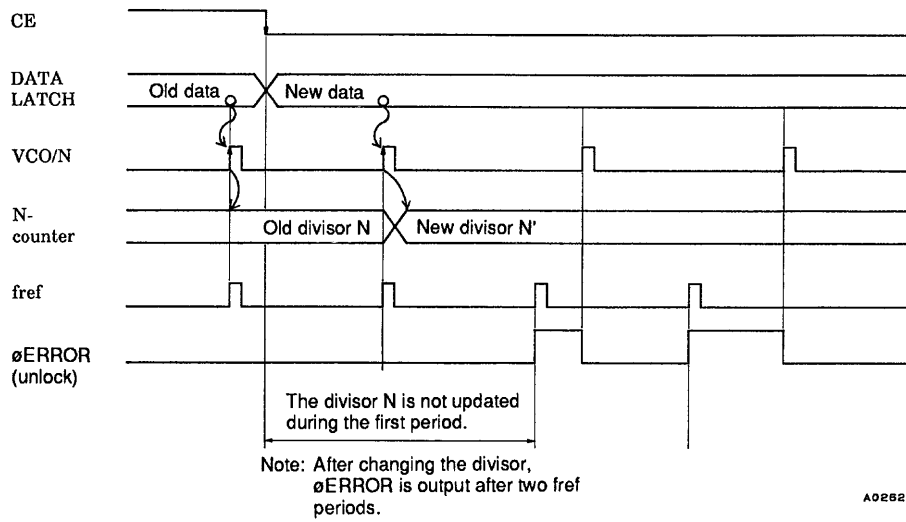 CE
DATA
LATCH
Old data
New data
VCO/N
N-
counter
Old divisor N
New divisor N'
fref
øERROR
(unlock)
The divisor N is not updated
during the first period.
Note: After changing the divisor,
øERROR is output after two fref
periods.
A0262